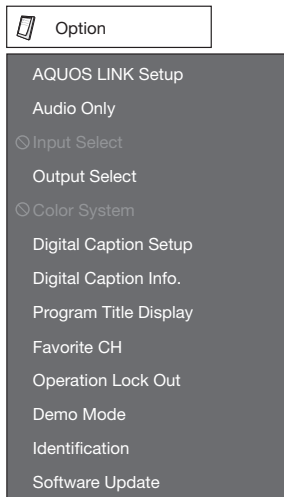 Option
AQUOS LINK Setup
Audio Only
Input Select
Output Select
Color System
Digital Caption Setup
Digital Caption Info.
Program Title Display
Favorite CH
Operation Lock Out
Demo Mode
Identification
Software Update